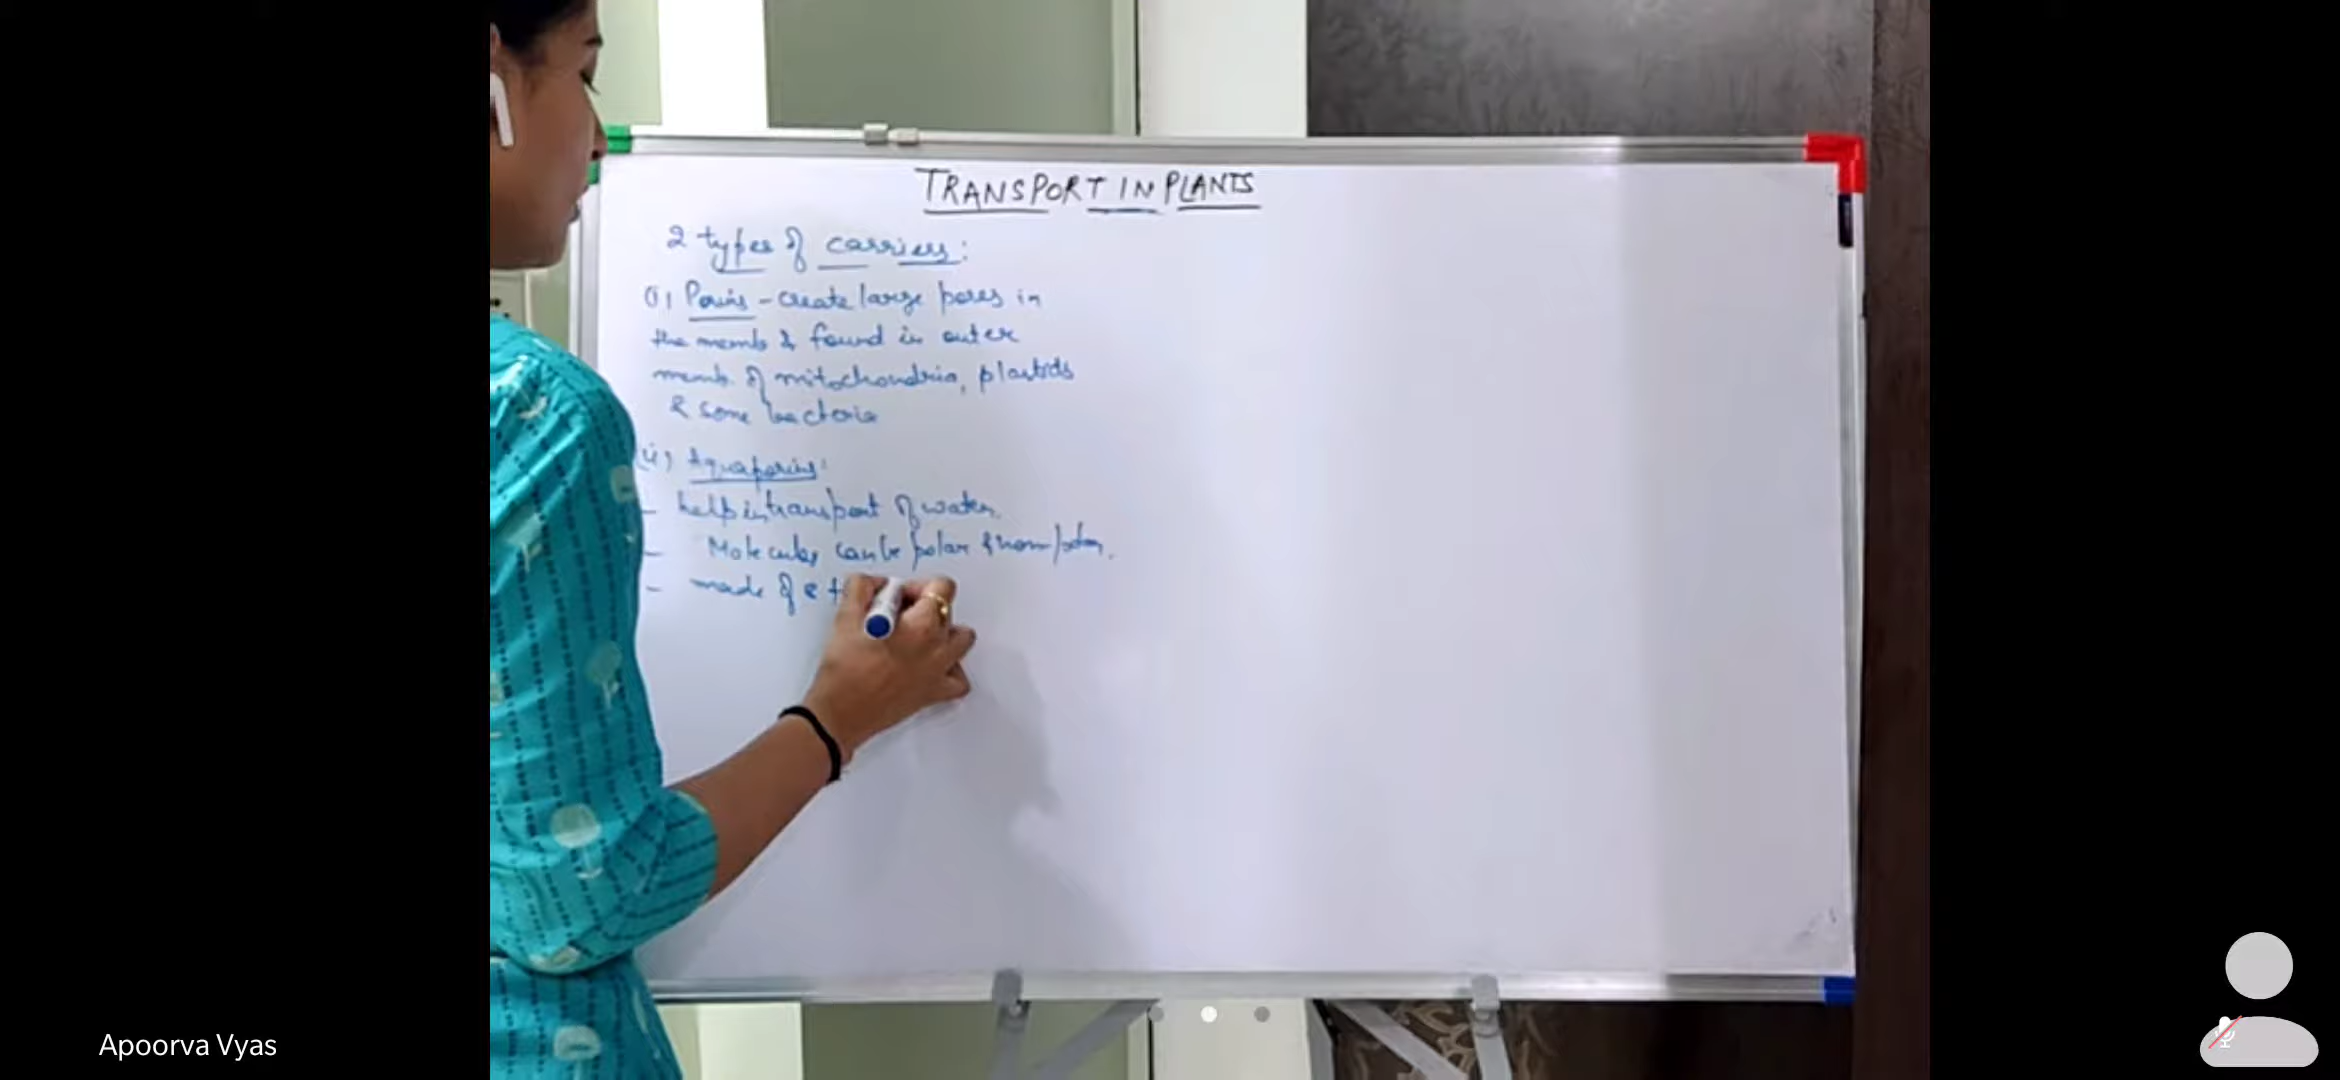 TRANSPORT IN PLANTS
2 types of carriers:
(i) Porins - create large pores in
the memb & found in outer
memb. of mitochondria, plastids
& some bacteria
(ii) Aquaporins:
- help in transport of water.
- Molecules can be polar & non polar.
- made of
Apoorva Vyas